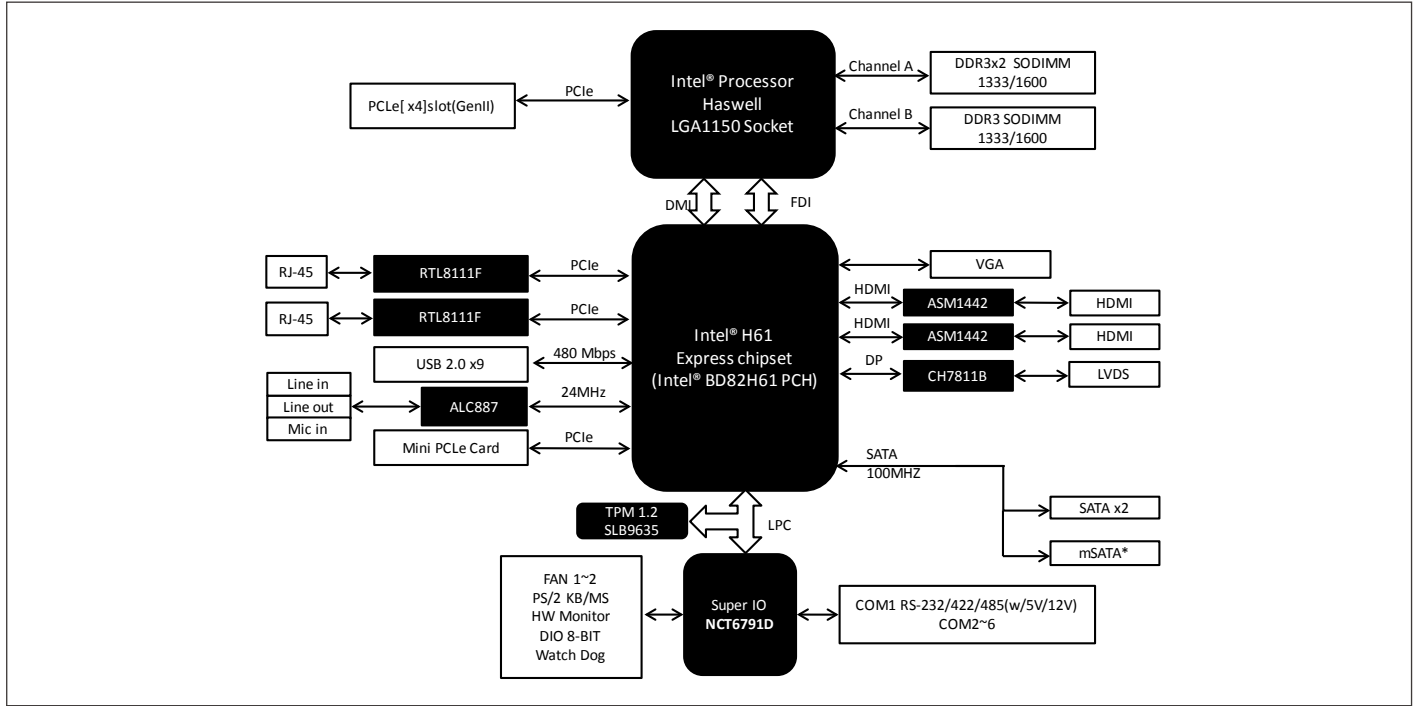 Intel® Processor
Haswell
LGA1150 Socket
PCLe[ x4]slot(GenII)
PCIe
Channel A
DDR3x2 SODIMM
1333/1600
Channel B
DDR3 SODIMM
1333/1600
DMI
FDI
RJ-45
RTL8111F
PCIe
RJ-45
RTL8111F
PCIe
USB 2.0 x9
480 Mbps
Line in
Line out
Mic in
ALC887
24MHz
Mini PCLe Card
PCIe
Intel® H61
Express chipset
(Intel® BD82H61 PCH)
VGA
HDMI
ASM1442
HDMI
HDMI
ASM1442
HDMI
DP
CH7811B
LVDS
SATA
100MHZ
SATA x2
mSATA*
TPM 1.2
SLB9635
LPC
FAN 1~2
PS/2 KB/MS
HW Monitor
DIO 8-BIT
Watch Dog
Super IO
NCT6791D
COM1 RS-232/422/485(w/5V/12V)
COM2~6